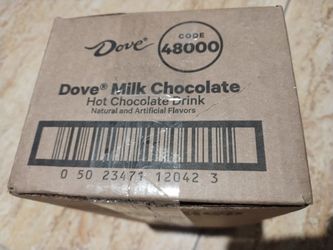 Dove®
CODE
48000
Dove® Milk Chocolate
Hot Chocolate Drink
Natural and Artificial Flavors
0 50 23471 12042 3